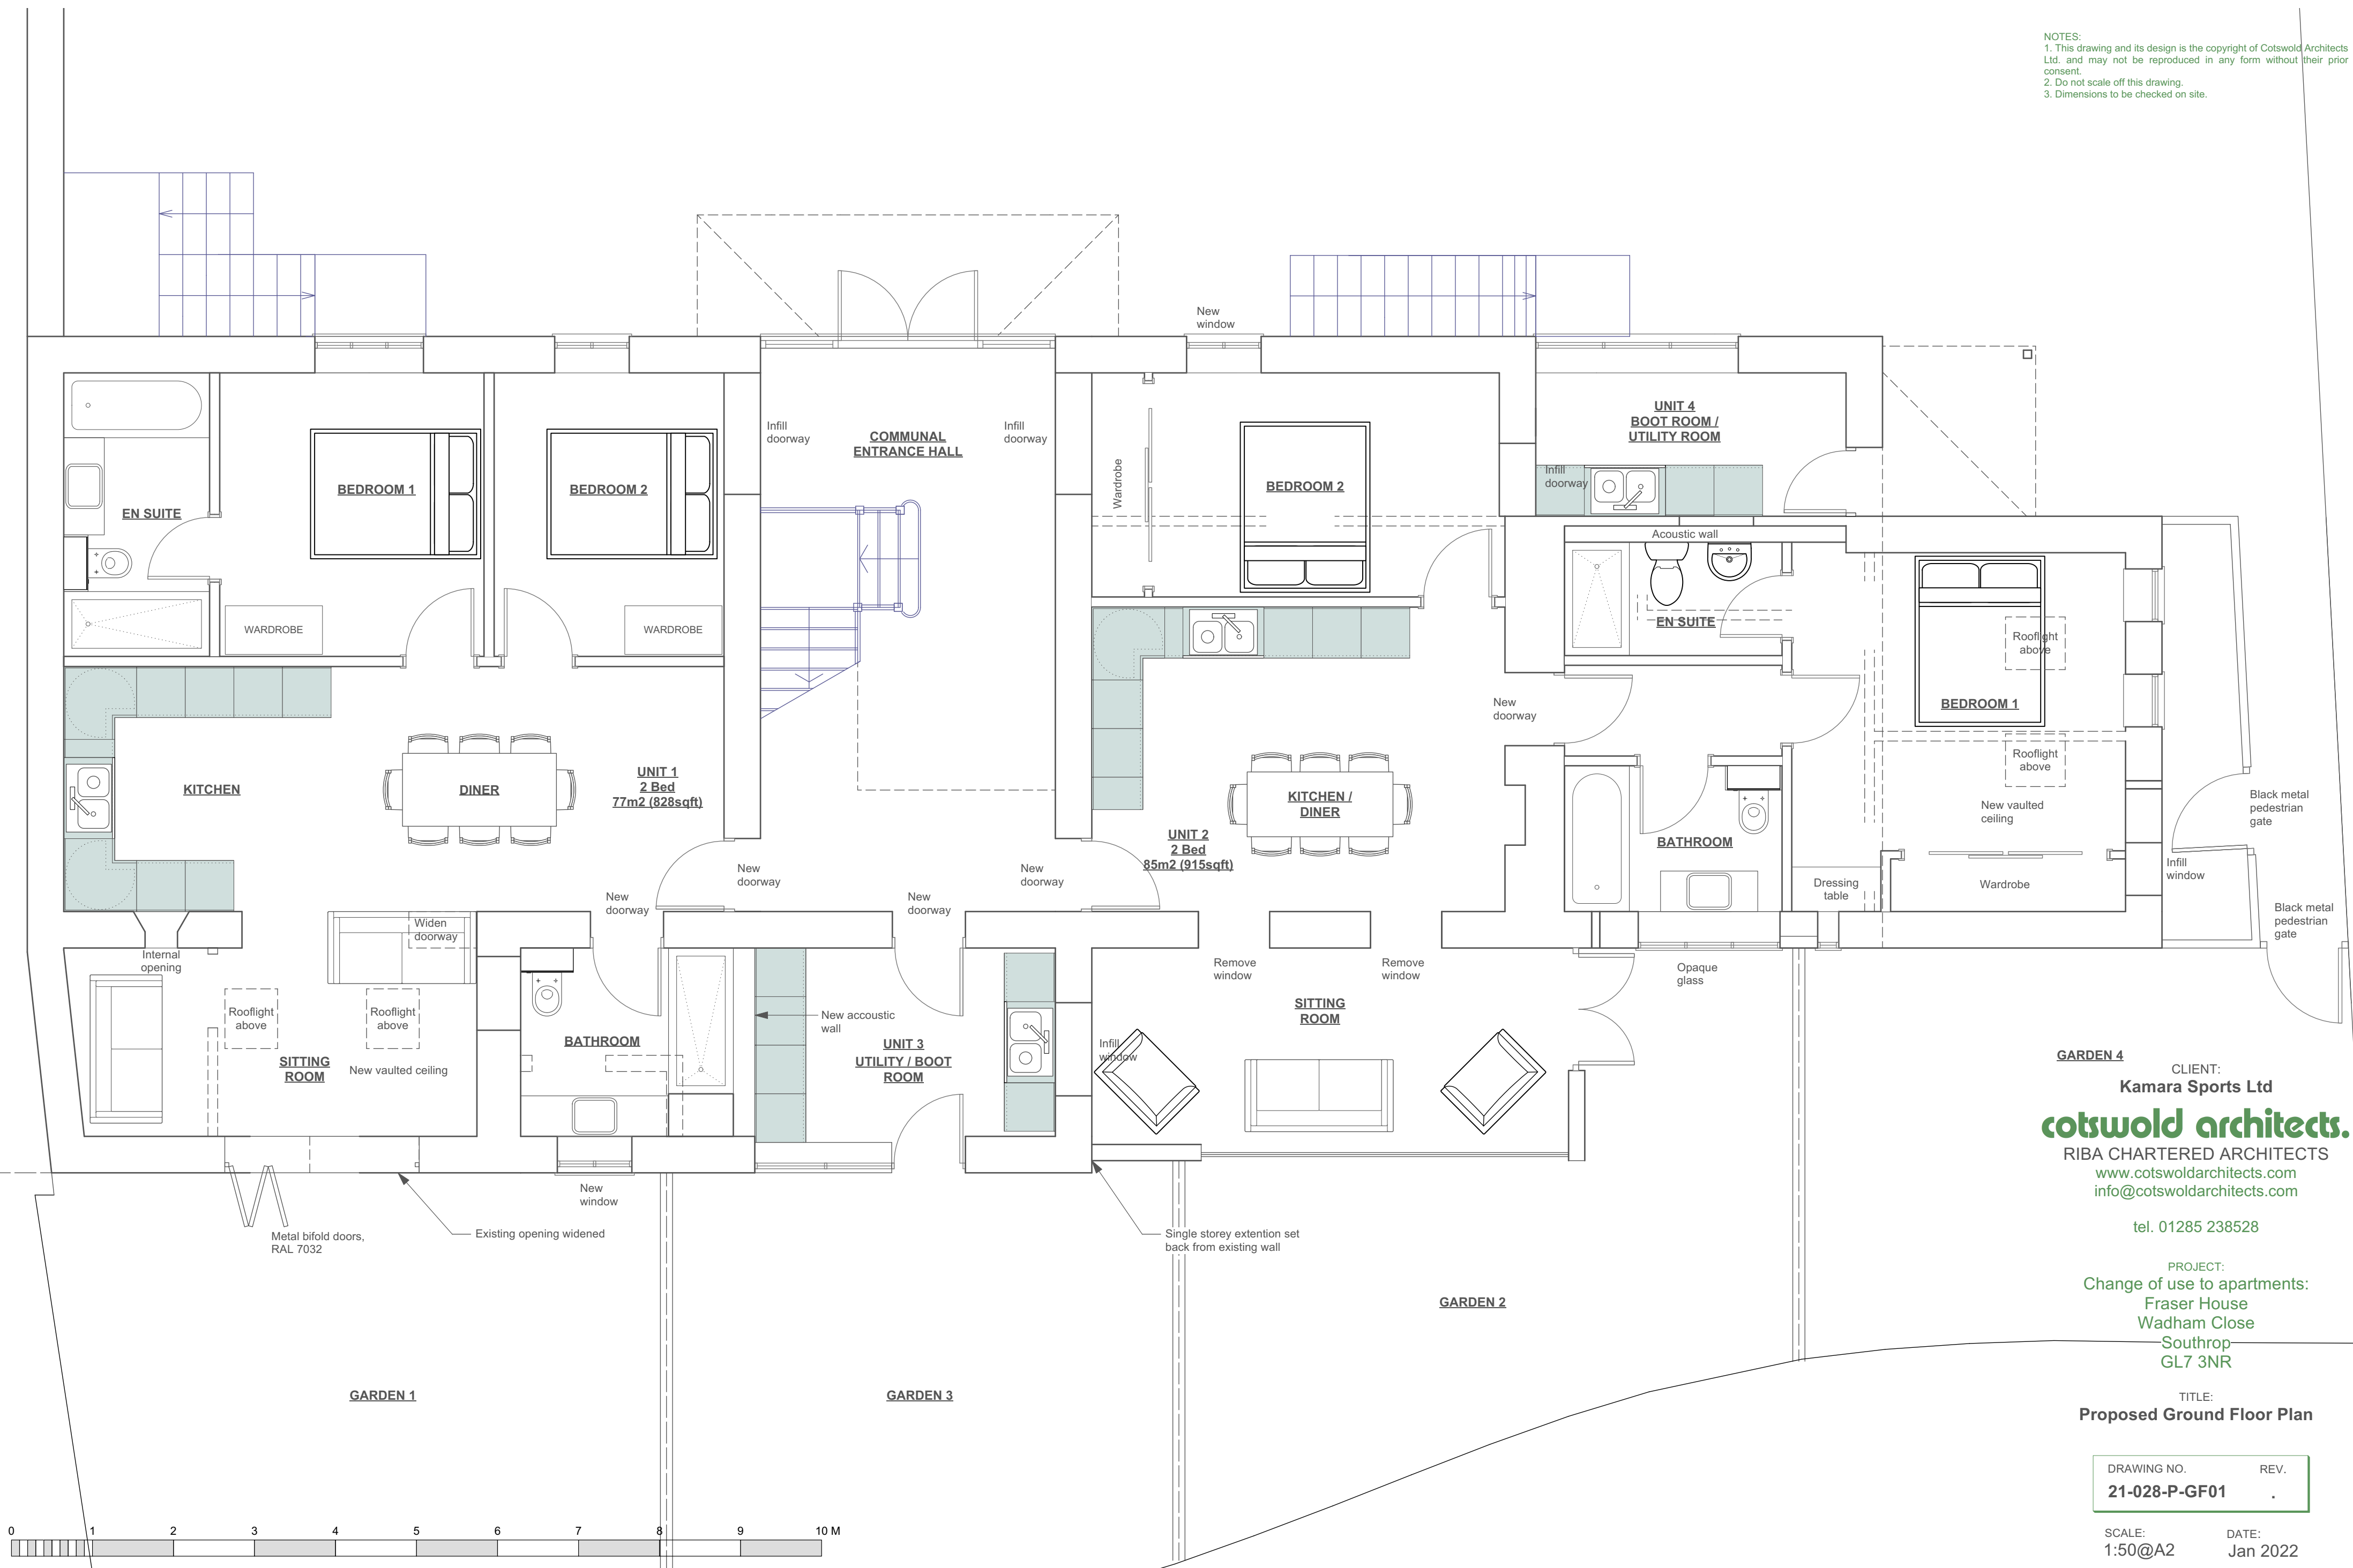 NOTES:
1. This drawing and its design is the copyright of Cotswold Architects
Ltd. and may not be reproduced in any form without their prior
consent.
2. Do not scale off this drawing.
3. Dimensions to be checked on site.
New
window
Infill
doorway
COMMUNAL
ENTRANCE HALL
Infill
doorway
UNIT 4
BOOT ROOM /
UTILITY ROOM
Infill
doorway
EN SUITE
BEDROOM 1
BEDROOM 2
Wardrobe
BEDROOM 2
Acoustic wall
WARDROBE
WARDROBE
EN SUITE
Rooflight
above
BEDROOM 1
New
doorway
KITCHEN
DINER
UNIT 1
2 Bed
77m2 (828sqft)
KITCHEN /
DINER
UNIT 2
2 Bed
85m2 (915sqft)
Rooflight
above
New vaulted
ceiling
Black metal
pedestrian
gate
BATHROOM
New
doorway
New
doorway
New
doorway
New
doorway
Dressing
table
Wardrobe
Infill
window
Black metal
pedestrian
gate
Widen
doorway
Internal
opening
Remove
window
Remove
window
Opaque
glass
Rooflight
above
Rooflight
above
SITTING
ROOM
New vaulted ceiling
BATHROOM
New accoustic
wall
UNIT 3
UTILITY / BOOT
ROOM
Infill
window
SITTING
ROOM
GARDEN 4
New
window
Metal bifold doors,
RAL 7032
Existing opening widened
Single storey extention set
back from existing wall
GARDEN 1
GARDEN 3
GARDEN 2
CLIENT:
Kamara Sports Ltd
cotswold architects.
RIBA CHARTERED ARCHITECTS
www.cotswoldarchitects.com
info@cotswoldarchitects.com
tel. 01285 238528
PROJECT:
Change of use to apartments:
Fraser House
Wadham Close
Southrop
GL7 3NR
TITLE:
Proposed Ground Floor Plan
DRAWING NO. REV.
21-028-P-GF01 .
SCALE: DATE:
1:50@A2 Jan 2022
0 1 2 3 4 5 6 7 8 9 10 M